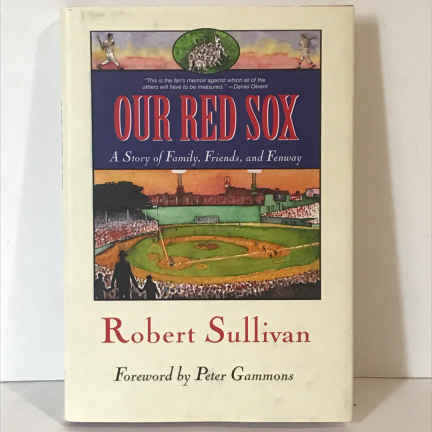 "This is the fan's memoir against which all of the
others will have to be measured." —Daniel Okrent
OUR RED SOX
A Story of Family, Friends, and Fenway
Robert Sullivan
Foreword by Peter Gammons